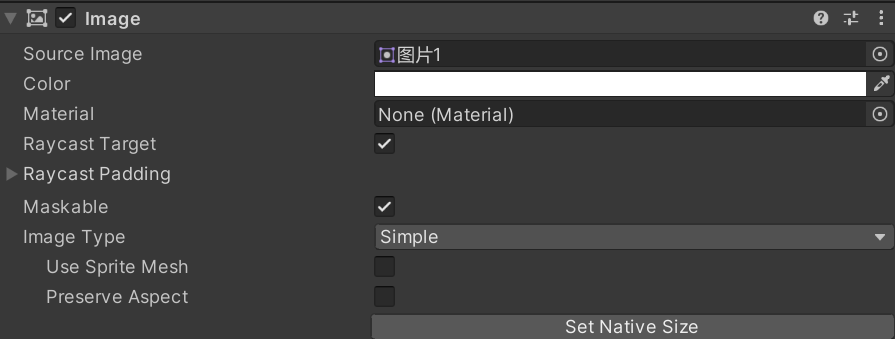 Image
Source Image 图片1
Color
Material None (Material)
Raycast Target
Raycast Padding
Maskable
Image Type Simple
Use Sprite Mesh
Preserve Aspect
Set Native Size